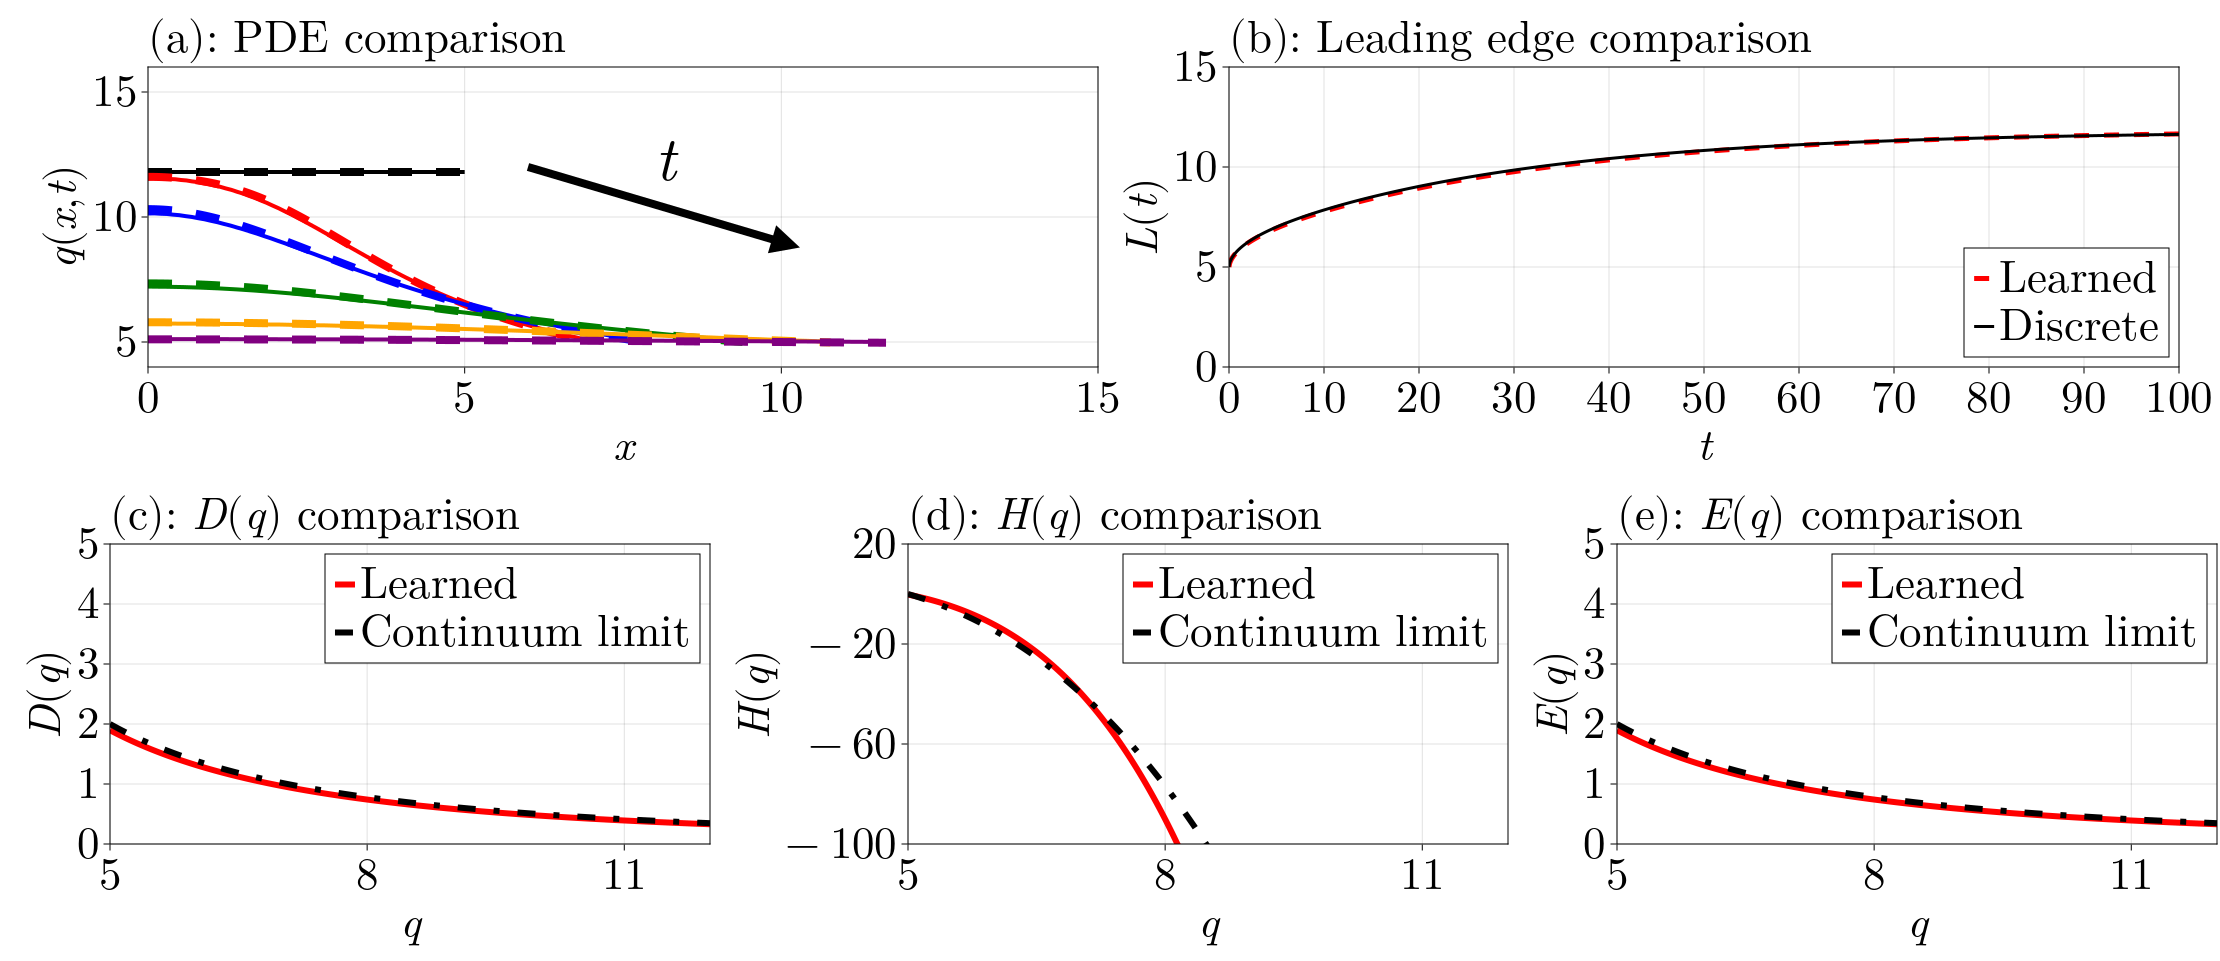 (a): PDE comparison
15
10
5
q(x, t)
t
0 5 10 15
x
(b): Leading edge comparison
15
10
5
0
L(t)
Learned
Discrete
0 10 20 30 40 50 60 70 80 90 100
t
(c): D(q) comparison
5
4
3
2
1
0
D(q)
Learned
Continuum limit
5 8 11
q
(d): H(q) comparison
20
−20
−60
−100
H(q)
Learned
Continuum limit
5 8 11
q
(e): E(q) comparison
5
4
3
2
1
0
E(q)
Learned
Continuum limit
5 8 11
q